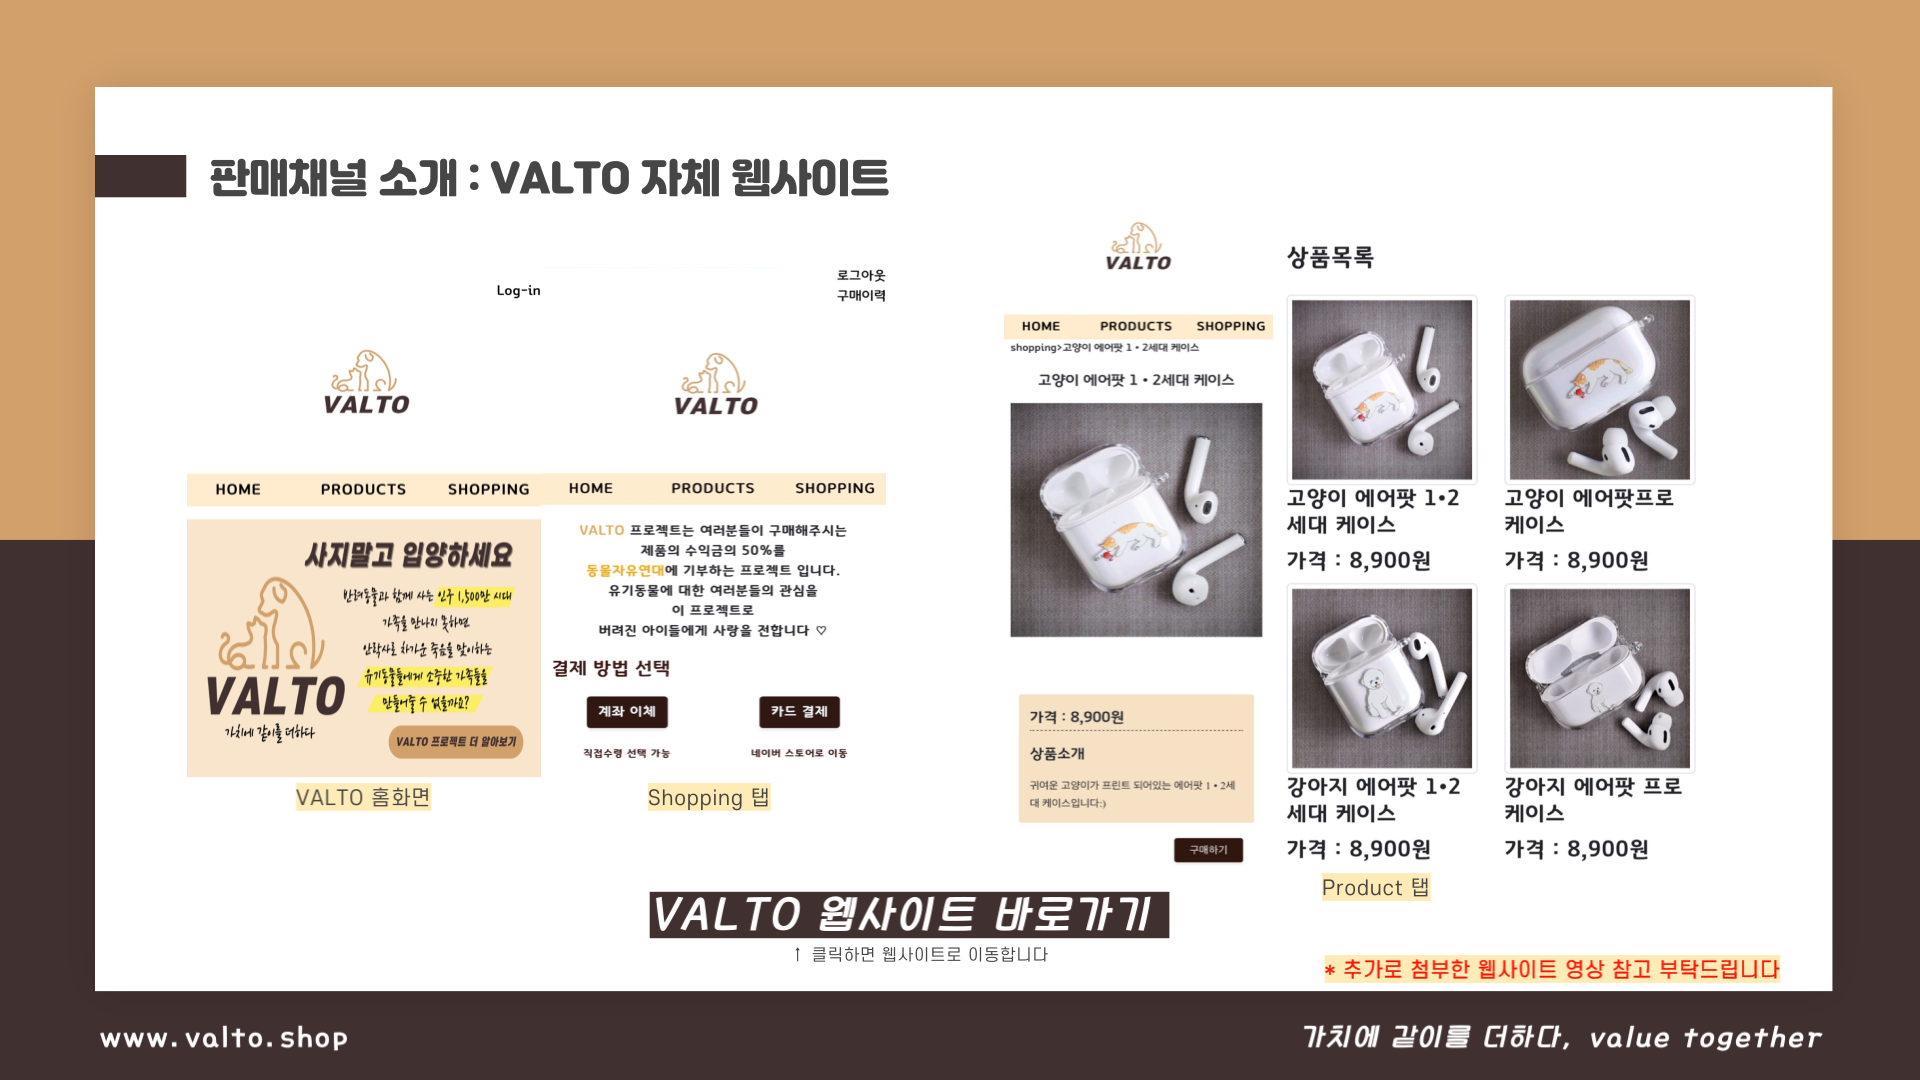 판매채널 소개 : VALTO 자체 웹사이트
Log-in
VALTO
HOME PRODUCTS SHOPPING
사지말고 입양하세요
반려동물과 함께 사는 인구 1,500만 시대
가족을 만나지 못하면
안락사로 차가운 죽음을 맞이하는
유기동물들에게 소중한 가족들을
만들어줄 수 없을까요?
VALTO
가치에 같이를 더하다
VALTO 프로젝트 더 알아보기
VALTO 홈화면
로그아웃
구매이력
VALTO
HOME PRODUCTS SHOPPING
VALTO 프로젝트는 여러분들이 구매해주시는
제품의 수익금의 50%를
동물자유연대에 기부하는 프로젝트 입니다.
유기동물에 대한 여러분들의 관심을
이 프로젝트로
버려진 아이들에게 사랑을 전합니다 ♡
결제 방법 선택
계좌 이체 카드 결제
직접수령 선택 가능 네이버 스토어로 이동
Shopping 탭
VALTO
HOME PRODUCTS SHOPPING
shopping>고양이 에어팟 1 • 2세대 케이스
고양이 에어팟 1 • 2세대 케이스
가격 : 8,900원
상품소개
귀여운 고양이가 프린트 되어있는 에어팟 1 • 2세
대 케이스입니다:)
구매하기
상품목록
고양이 에어팟 1•2
세대 케이스
가격 : 8,900원
고양이 에어팟프로
케이스
가격 : 8,900원
강아지 에어팟 1•2
세대 케이스
가격 : 8,900원
강아지 에어팟 프로
케이스
가격 : 8,900원
Product 탭
VALTO 웹사이트 바로가기
↑ 클릭하면 웹사이트로 이동합니다
* 추가로 첨부한 웹사이트 영상 참고 부탁드립니다
www.valto.shop
가치에 같이를 더하다, value together